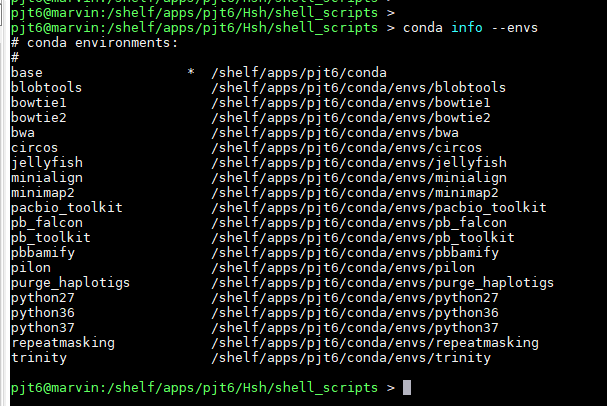 pjt6@marvin:/shelf/apps/pjt6/Hsh/shell_scripts >
pjt6@marvin:/shelf/apps/pjt6/Hsh/shell_scripts >
pjt6@marvin:/shelf/apps/pjt6/Hsh/shell_scripts > conda info --envs
# conda environments:
#
base                  *  /shelf/apps/pjt6/conda
blobtools                /shelf/apps/pjt6/conda/envs/blobtools
bowtie1                  /shelf/apps/pjt6/conda/envs/bowtie1
bowtie2                  /shelf/apps/pjt6/conda/envs/bowtie2
bwa                      /shelf/apps/pjt6/conda/envs/bwa
circos                   /shelf/apps/pjt6/conda/envs/circos
jellyfish                /shelf/apps/pjt6/conda/envs/jellyfish
minialign                /shelf/apps/pjt6/conda/envs/minialign
minimap2                 /shelf/apps/pjt6/conda/envs/minimap2
pacbio_toolkit           /shelf/apps/pjt6/conda/envs/pacbio_toolkit
pb_falcon                /shelf/apps/pjt6/conda/envs/pb_falcon
pb_toolkit               /shelf/apps/pjt6/conda/envs/pb_toolkit
pbbamify                 /shelf/apps/pjt6/conda/envs/pbbamify
pilon                    /shelf/apps/pjt6/conda/envs/pilon
purge_haplotigs          /shelf/apps/pjt6/conda/envs/purge_haplotigs
python27                 /shelf/apps/pjt6/conda/envs/python27
python36                 /shelf/apps/pjt6/conda/envs/python36
python37                 /shelf/apps/pjt6/conda/envs/python37
repeatmasking            /shelf/apps/pjt6/conda/envs/repeatmasking
trinity                  /shelf/apps/pjt6/conda/envs/trinity
pjt6@marvin:/shelf/apps/pjt6/Hsh/shell_scripts >